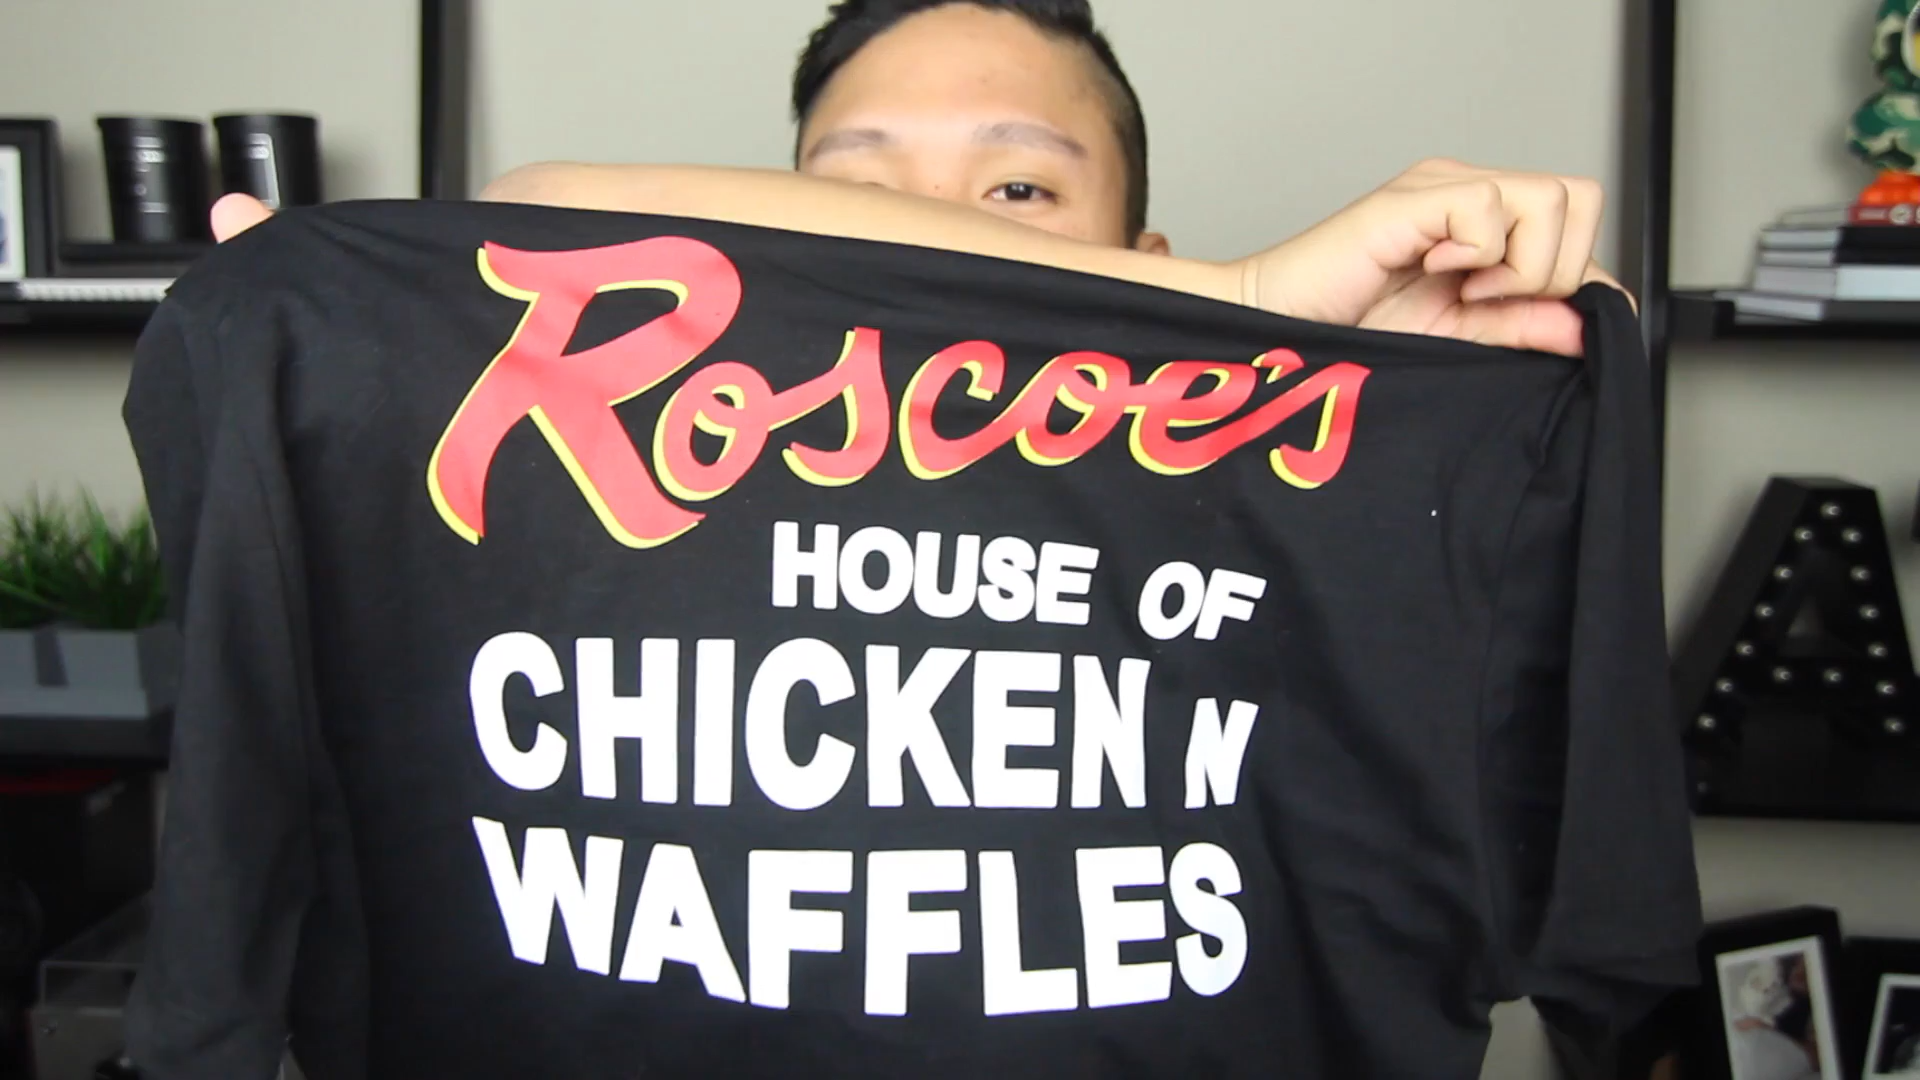 Roscoe's
HOUSE OF
CHICKEN N
WAFFLES
A